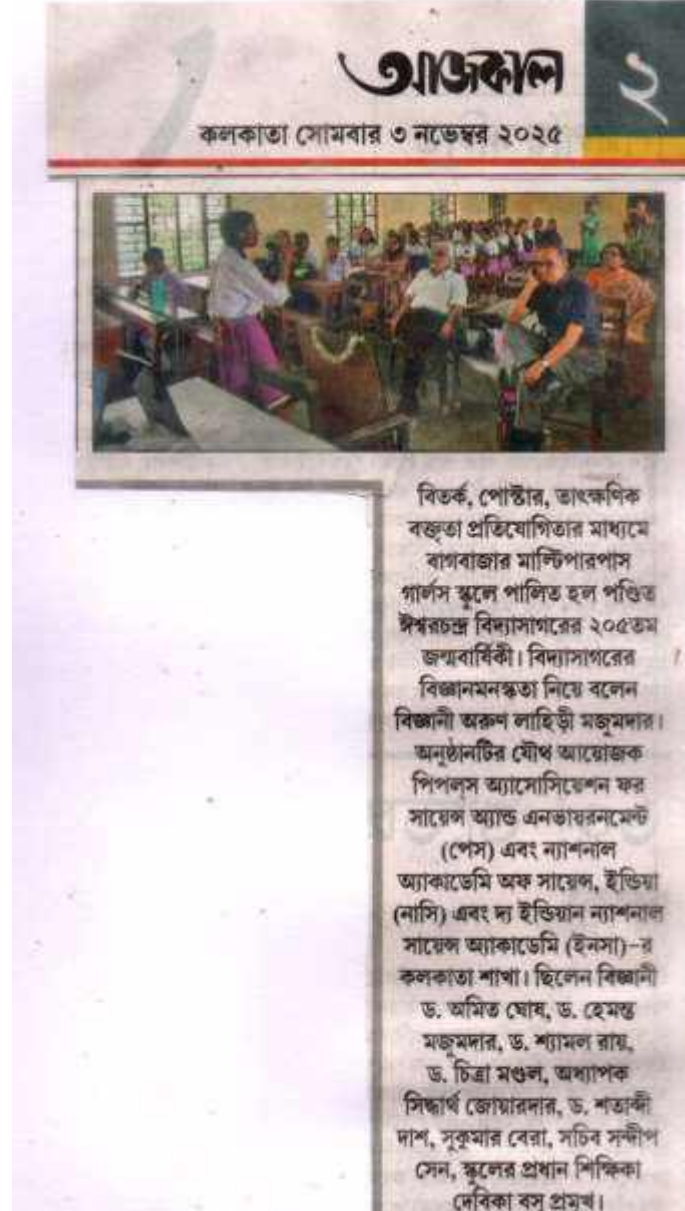 আজকাল
২
কলকাতা সোমবার ৩ নভেম্বর ২০২৫
বিতর্ক, পোস্টার, তাৎক্ষণিক
বক্তৃতা প্রতিযোগিতার মাধ্যমে
বাগবাজার মাল্টিপারপাস
গার্লস স্কুলে পালিত হল পণ্ডিত
ঈশ্বরচন্দ্র বিদ্যাসাগরের ২০৫তম
জন্মবার্ষিকী। বিদ্যাসাগরের
বিজ্ঞানমনস্কতা নিয়ে বলেন
বিজ্ঞানী অরুণ লাহিড়ী মজুমদার।
অনুষ্ঠানটির যৌথ আয়োজক
পিপল্‌স অ্যাসোসিয়েশন ফর
সায়েন্স অ্যান্ড এনভায়রনমেন্ট
(পেস) এবং ন্যাশনাল
অ্যাকাডেমি অফ সায়েন্স, ইন্ডিয়া
(নাসি) এবং দ্য ইন্ডিয়ান ন্যাশনাল
সায়েন্স অ্যাকাডেমি (ইনসা)–র
কলকাতা শাখা। ছিলেন বিজ্ঞানী
ড. অমিত ঘোষ, ড. হেমন্ত
মজুমদার, ড. শ্যামল রায়,
ড. চিত্রা মণ্ডল, অধ্যাপক
সিদ্ধার্থ জোয়ারদার, ড. শতাব্দী
দাশ, সুকুমার বেরা, সচিব সন্দীপ
সেন, স্কুলের প্রধান শিক্ষিকা
দেবিকা বসু প্রমুখ।